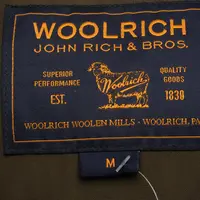 WOOLRICH
JOHN RICH & BROS.
SUPERIOR PERFORMANCE
QUALITY GOODS
Woolrich
EST.
1830
WOOLRICH WOOLEN MILLS - WOOLRICH, PA
M